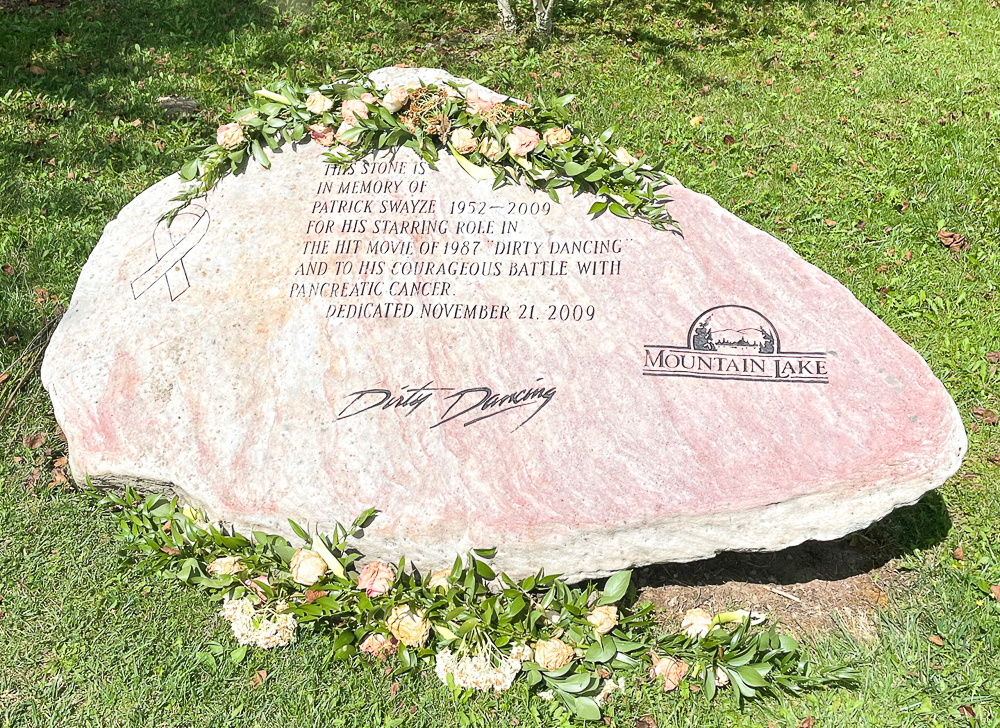 THIS STONE IS
IN MEMORY OF
PATRICK SWAYZE 1952-2009
FOR HIS STARRING ROLE IN
THE HIT MOVIE OF 1987 "DIRTY DANCING"
AND TO HIS COURAGEOUS BATTLE WITH
PANCREATIC CANCER.
DEDICATED NOVEMBER 21, 2009
MOUNTAIN LAKE
Dirty Dancing